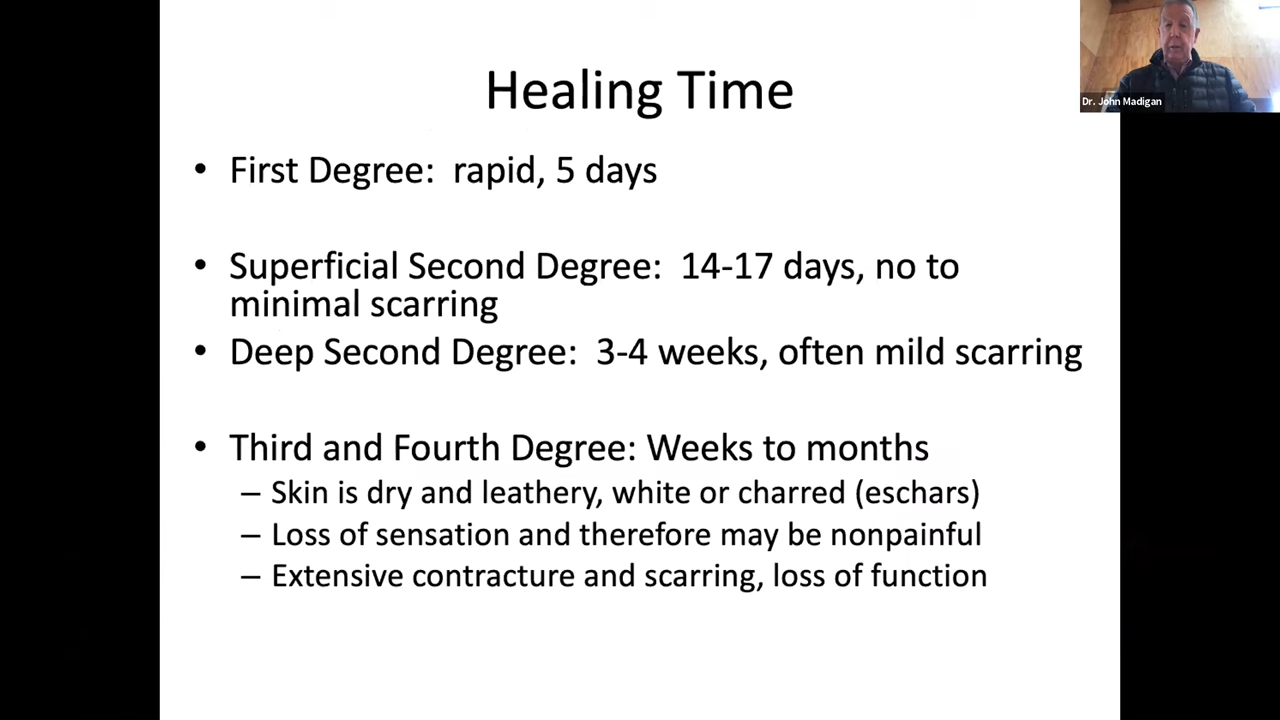 Healing Time
Dr. John Madigan
• First Degree:  rapid, 5 days
• Superficial Second Degree:  14-17 days, no to
minimal scarring
• Deep Second Degree:  3-4 weeks, often mild scarring
• Third and Fourth Degree: Weeks to months
– Skin is dry and leathery, white or charred (eschars)
– Loss of sensation and therefore may be nonpainful
– Extensive contracture and scarring, loss of function